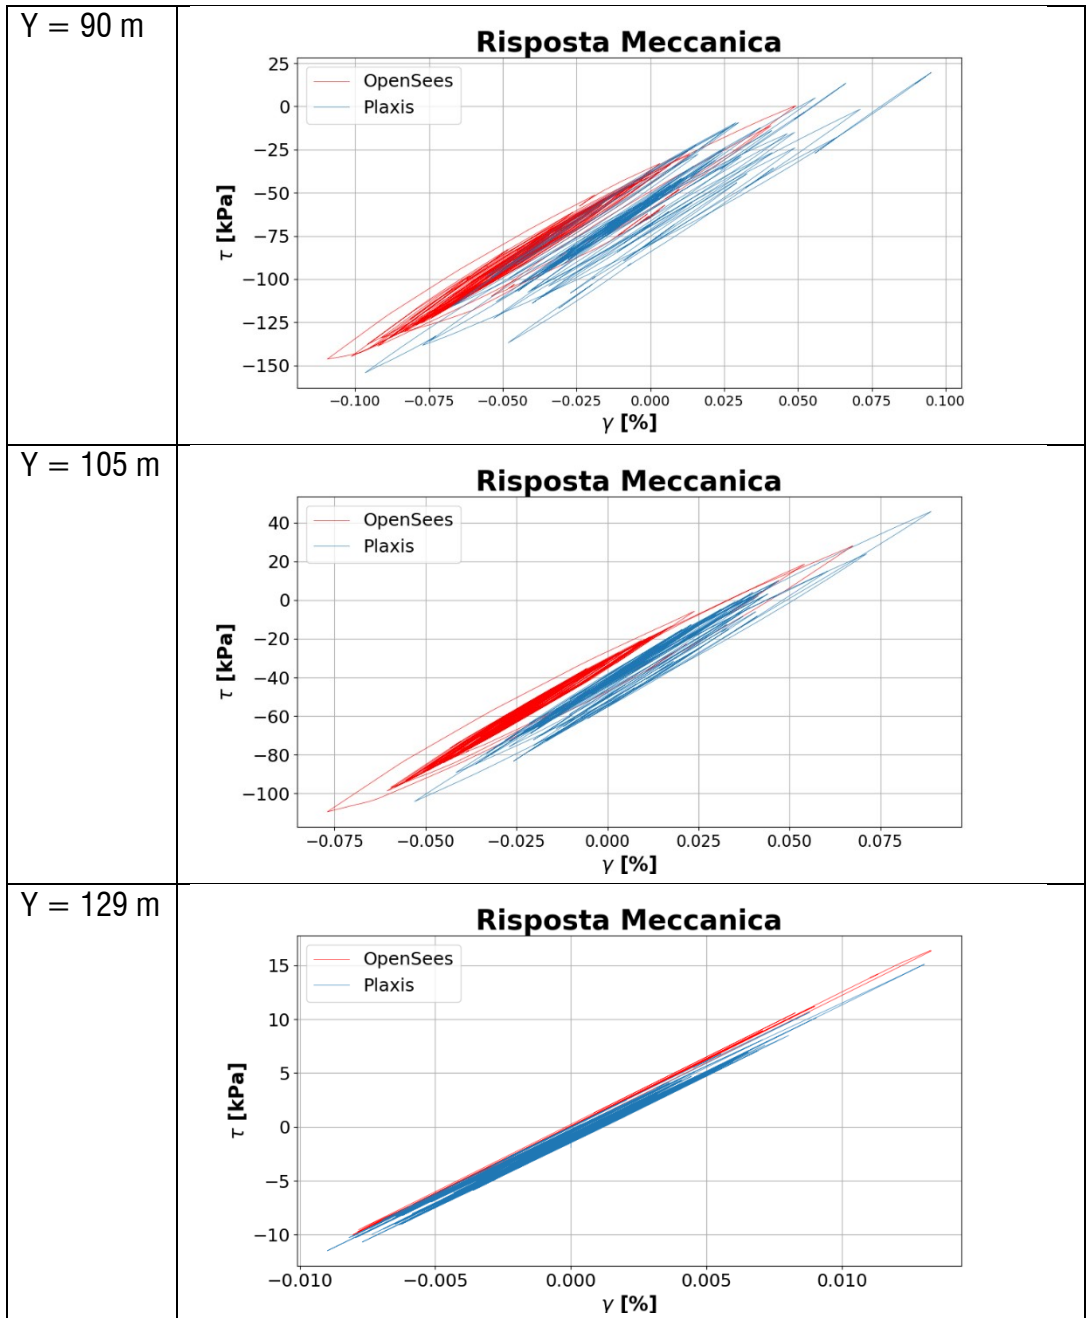 Y = 90 m
Risposta Meccanica
OpenSees
Plaxis
25
0
−25
−50
−75
−100
−125
−150
τ [kPa]
−0.100 −0.075 −0.050 −0.025 0.000 0.025 0.050 0.075 0.100
γ [%]
Y = 105 m
Risposta Meccanica
OpenSees
Plaxis
40
20
0
−20
−40
−60
−80
−100
τ [kPa]
−0.075 −0.050 −0.025 0.000 0.025 0.050 0.075
γ [%]
Y = 129 m
Risposta Meccanica
OpenSees
Plaxis
15
10
5
0
−5
−10
τ [kPa]
−0.010 −0.005 0.000 0.005 0.010
γ [%]